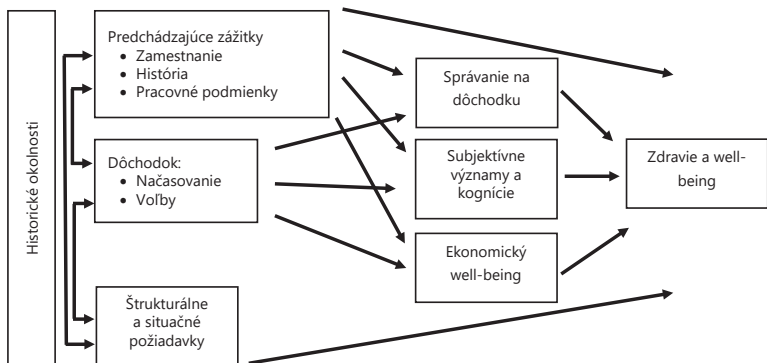 Historické okolnosti
Predchádzajúce zážitky
• Zamestnanie
• História
• Pracovné podmienky
Dôchodok:
• Načasovanie
• Voľby
Štrukturálne
a situačné
požiadavky
Správanie na
dôchodku
Subjektívne
významy a
kognície
Ekonomický
well-being
Zdravie a well-
being